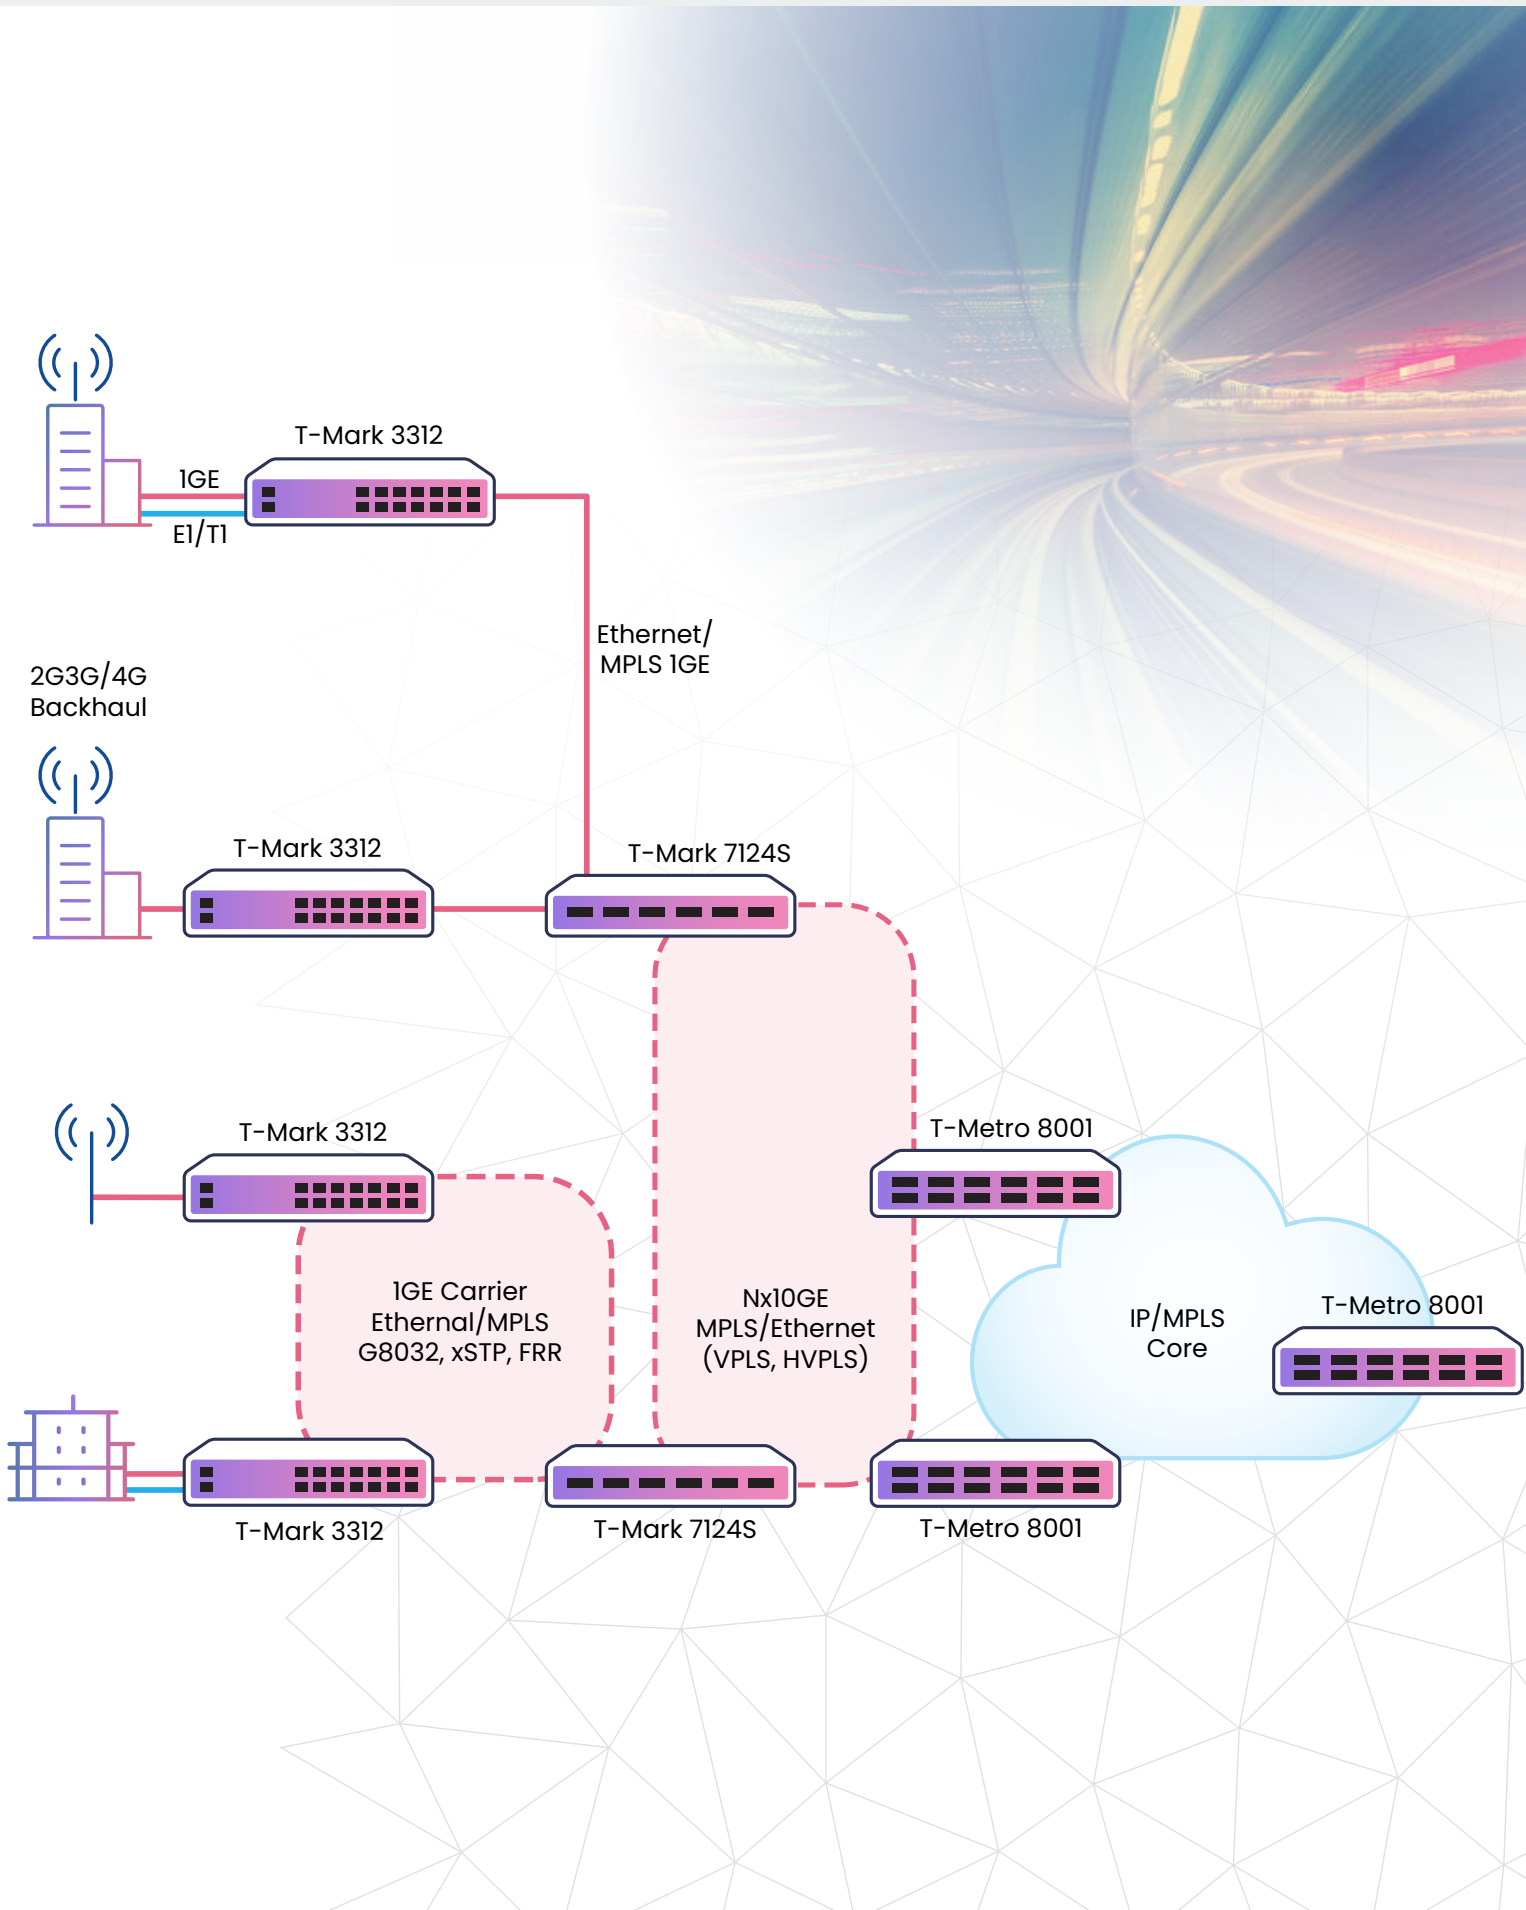 T-Mark 3312
1GE
E1/T1
Ethernet/
MPLS 1GE
2G3G/4G
Backhaul
T-Mark 3312
T-Mark 7124S
T-Mark 3312
T-Metro 8001
1GE Carrier
Ethernal/MPLS
G8032, xSTP, FRR
Nx10GE
MPLS/Ethernet
(VPLS, HVPLS)
IP/MPLS
Core
T-Metro 8001
T-Mark 3312
T-Mark 7124S
T-Metro 8001